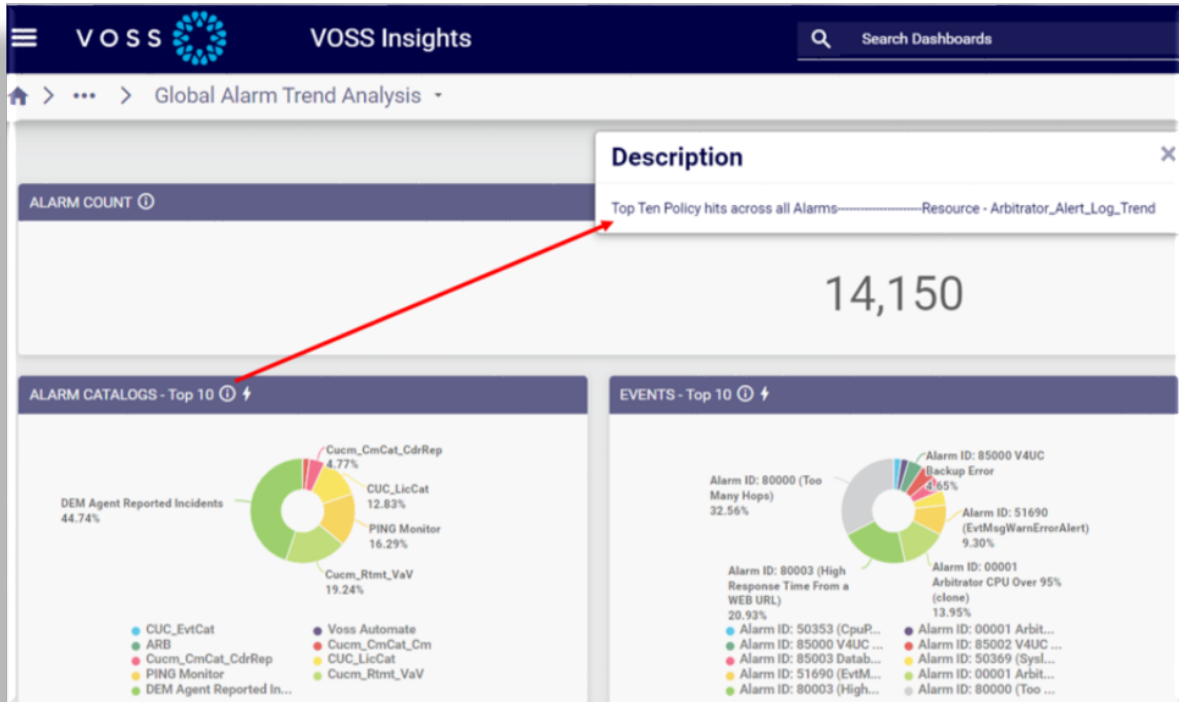 VOSS
VOSS Insights
Search Dashboards
> ••• > Global Alarm Trend Analysis
Description
×
Top Ten Policy hits across all Alarms----------------------Resource - Arbitrator_Alert_Log_Trend
ALARM COUNT
14,150
ALARM CATALOGS - Top 10
Cucm_CmCat_CdrRep
4.77%
CUC_LicCat
12.83%
DEM Agent Reported Incidents
44.74%
PING Monitor
16.29%
Cucm_Rtmt_VaV
19.24%
CUC_EvtCat
Voss Automate
ARB
Cucm_CmCat_Cm
Cucm_CmCat_CdrRep
CUC_LicCat
PING Monitor
Cucm_Rtmt_VaV
DEM Agent Reported In...
EVENTS - Top 10
Alarm ID: 85000 V4UC
Backup Error
4.65%
Alarm ID: 80000 (Too
Many Hops)
32.56%
Alarm ID: 51690
(EvtMsgWarnErrorAlert)
9.30%
Alarm ID: 00001
Arbitrator CPU Over 95%
(clone)
13.95%
Alarm ID: 80003 (High
Response Time From a
WEB URL)
20.93%
Alarm ID: 50353 (CpuP...
Alarm ID: 00001 Arbit...
Alarm ID: 85000 V4UC ...
Alarm ID: 85002 V4UC ...
Alarm ID: 85003 Datab...
Alarm ID: 50369 (Sysl...
Alarm ID: 51690 (EvtM...
Alarm ID: 00001 Arbit...
Alarm ID: 80003 (High...
Alarm ID: 80000 (Too ...